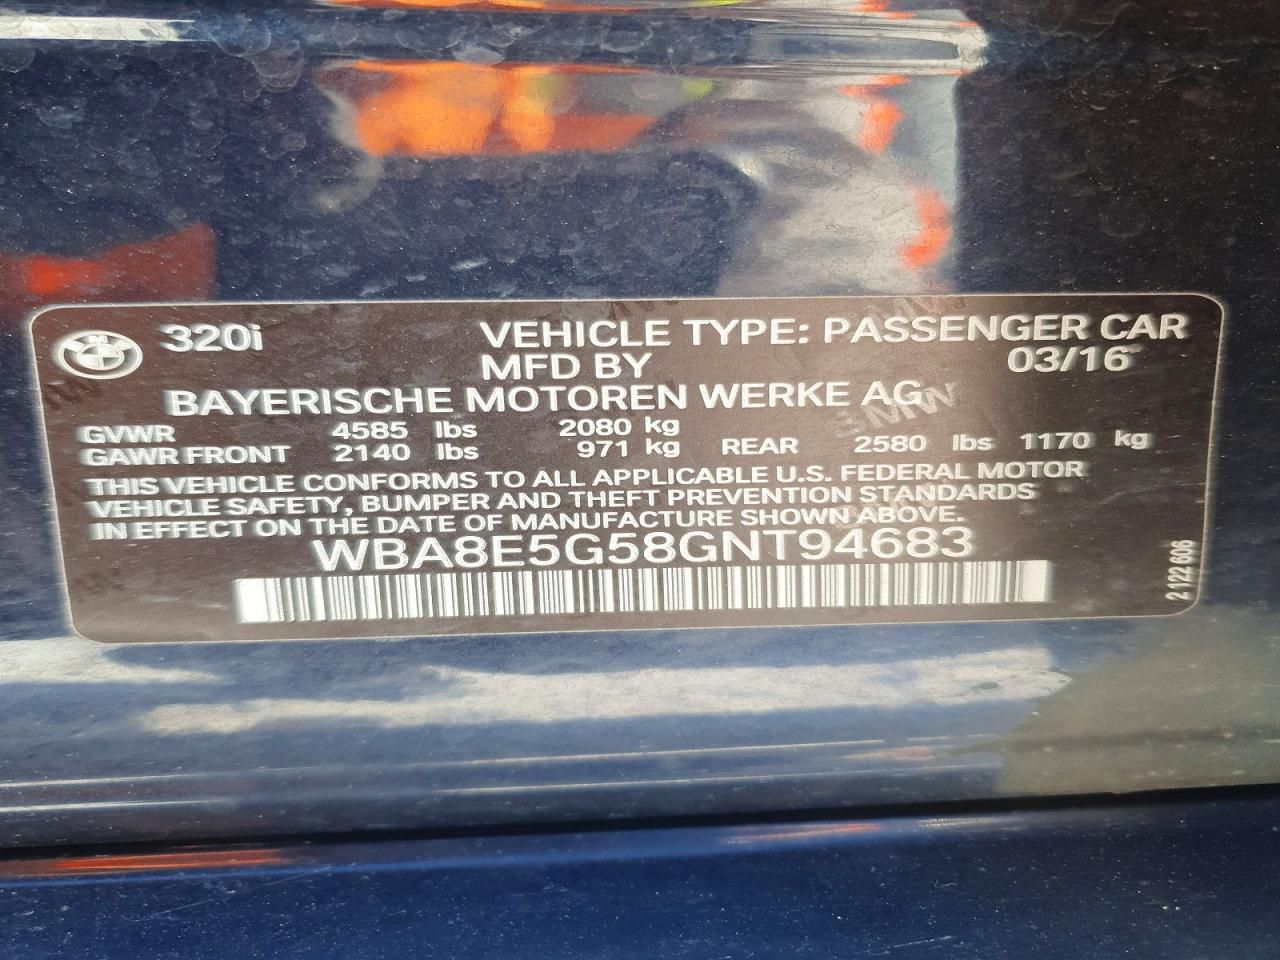 320i VEHICLE TYPE: PASSENGER CAR
MFD BY 03/16
BAYERISCHE MOTOREN WERKE AG
GVWR 4585 lbs 2080 kg
GAWR FRONT 2140 lbs 971 kg REAR 2580 lbs 1170 kg
THIS VEHICLE CONFORMS TO ALL APPLICABLE U.S. FEDERAL MOTOR
VEHICLE SAFETY, BUMPER AND THEFT PREVENTION STANDARDS
IN EFFECT ON THE DATE OF MANUFACTURE SHOWN ABOVE.
WBA8E5G58GNT94683
2 122 606